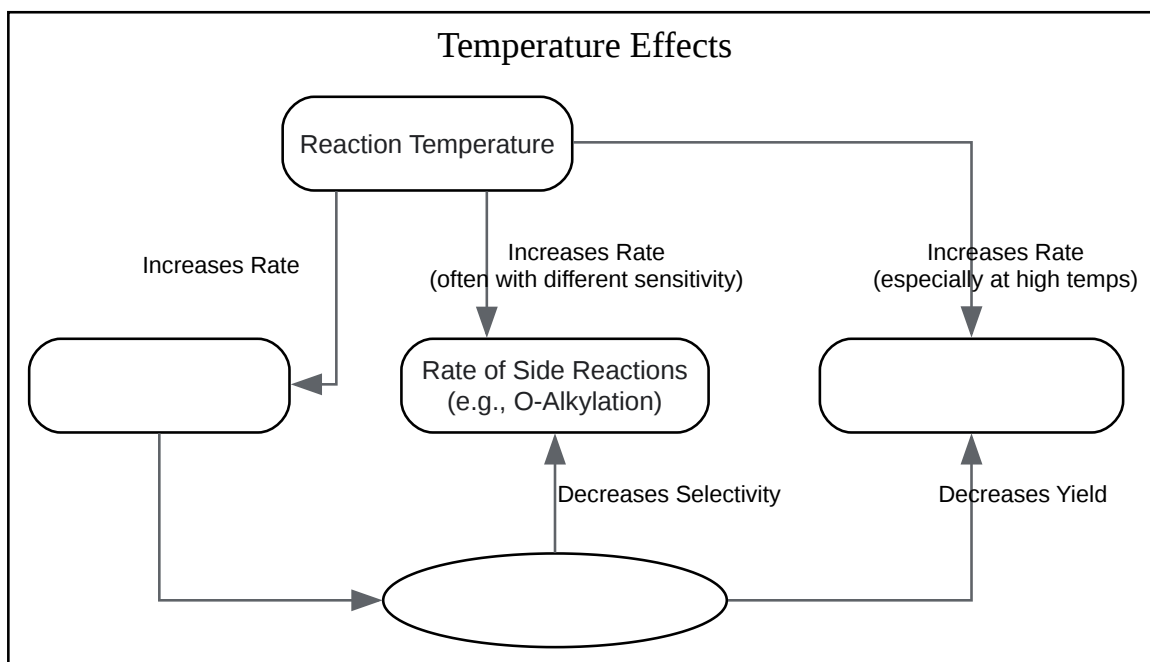 Temperature Effects
Reaction Temperature
Increases Rate
Increases Rate
(often with different sensitivity)
Increases Rate
(especially at high temps)
Rate of Side Reactions
(e.g., O-Alkylation)
Decreases Selectivity
Decreases Yield